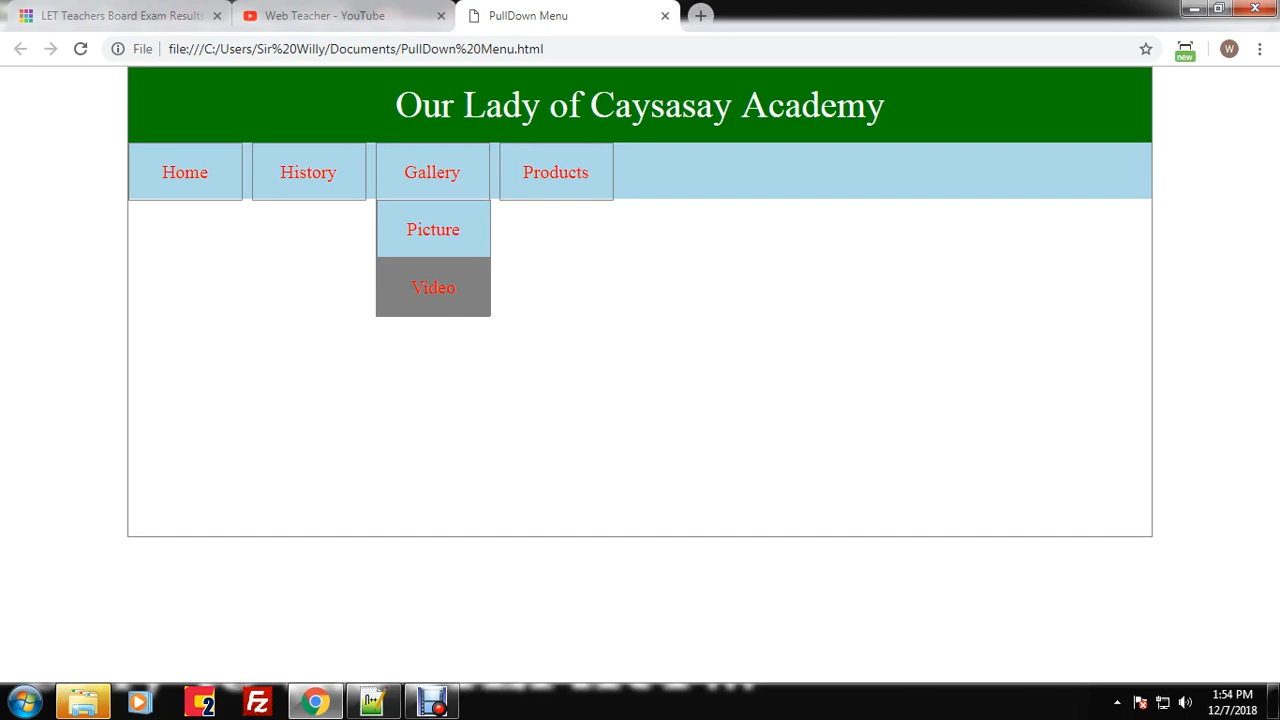 LET Teachers Board Exam Results
Web Teacher - YouTube
PullDown Menu
File
file:///C:/Users/Sir%20Willy/Documents/PullDown%20Menu.html
new
W
Our Lady of Caysasay Academy
Home
History
Gallery
Products
Picture
Video
2
Fz
1:54 PM
12/7/2018